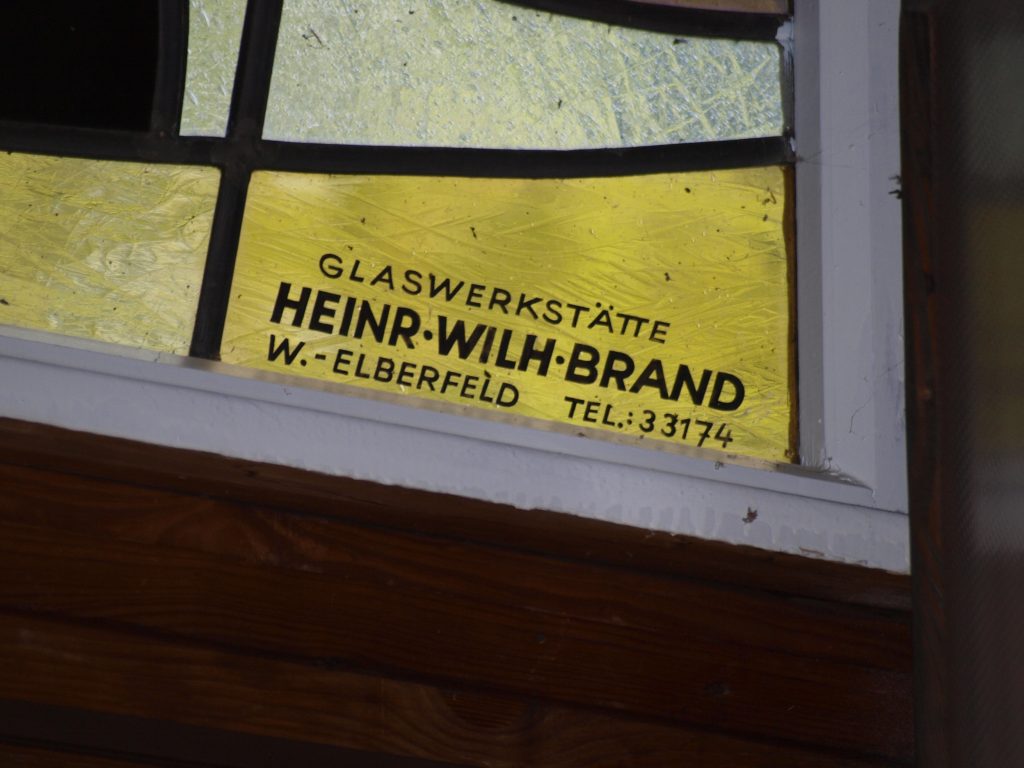 GLASWERKSTÄTTE
HEINR·WILH·BRAND
W.-ELBERFELD TEL.: 33174